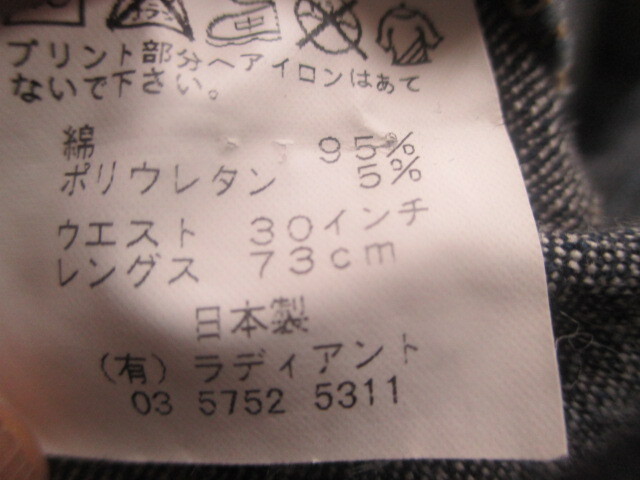 プリント部分へアイロンはあて
ないで下さい。
綿 95%
ポリウレタン 5%
ウエスト 30インチ
レングス 73cm
日本製
(有)ラディアント
03 5752 5311